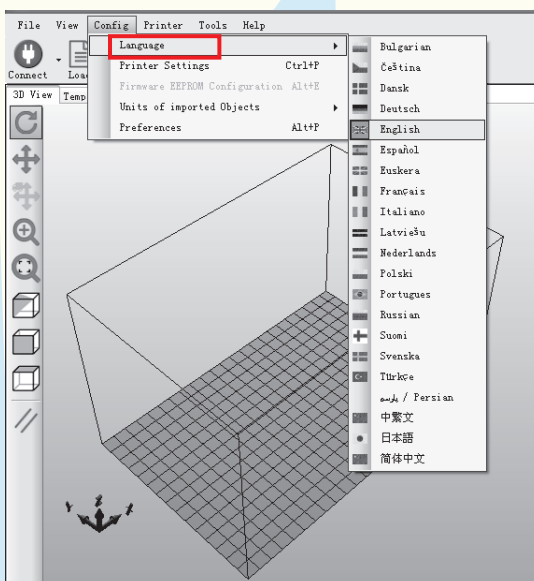 File View Config Printer Tools Help
Language
Printer Settings Ctrl+P
Firmware EEPROM Configuration Alt+E
Units of imported Objects
Preferences Alt+P
Connect Loa
3D View Temp
Bulgarian
Čeština
Dansk
Deutsch
English
Español
Euskera
Français
Italiano
Latviešu
Nederlands
Polski
Portugues
Russian
Suomi
Svenska
Türkçe
پارسی / Persian
中繁文
日本語
简体中文
Y Z X